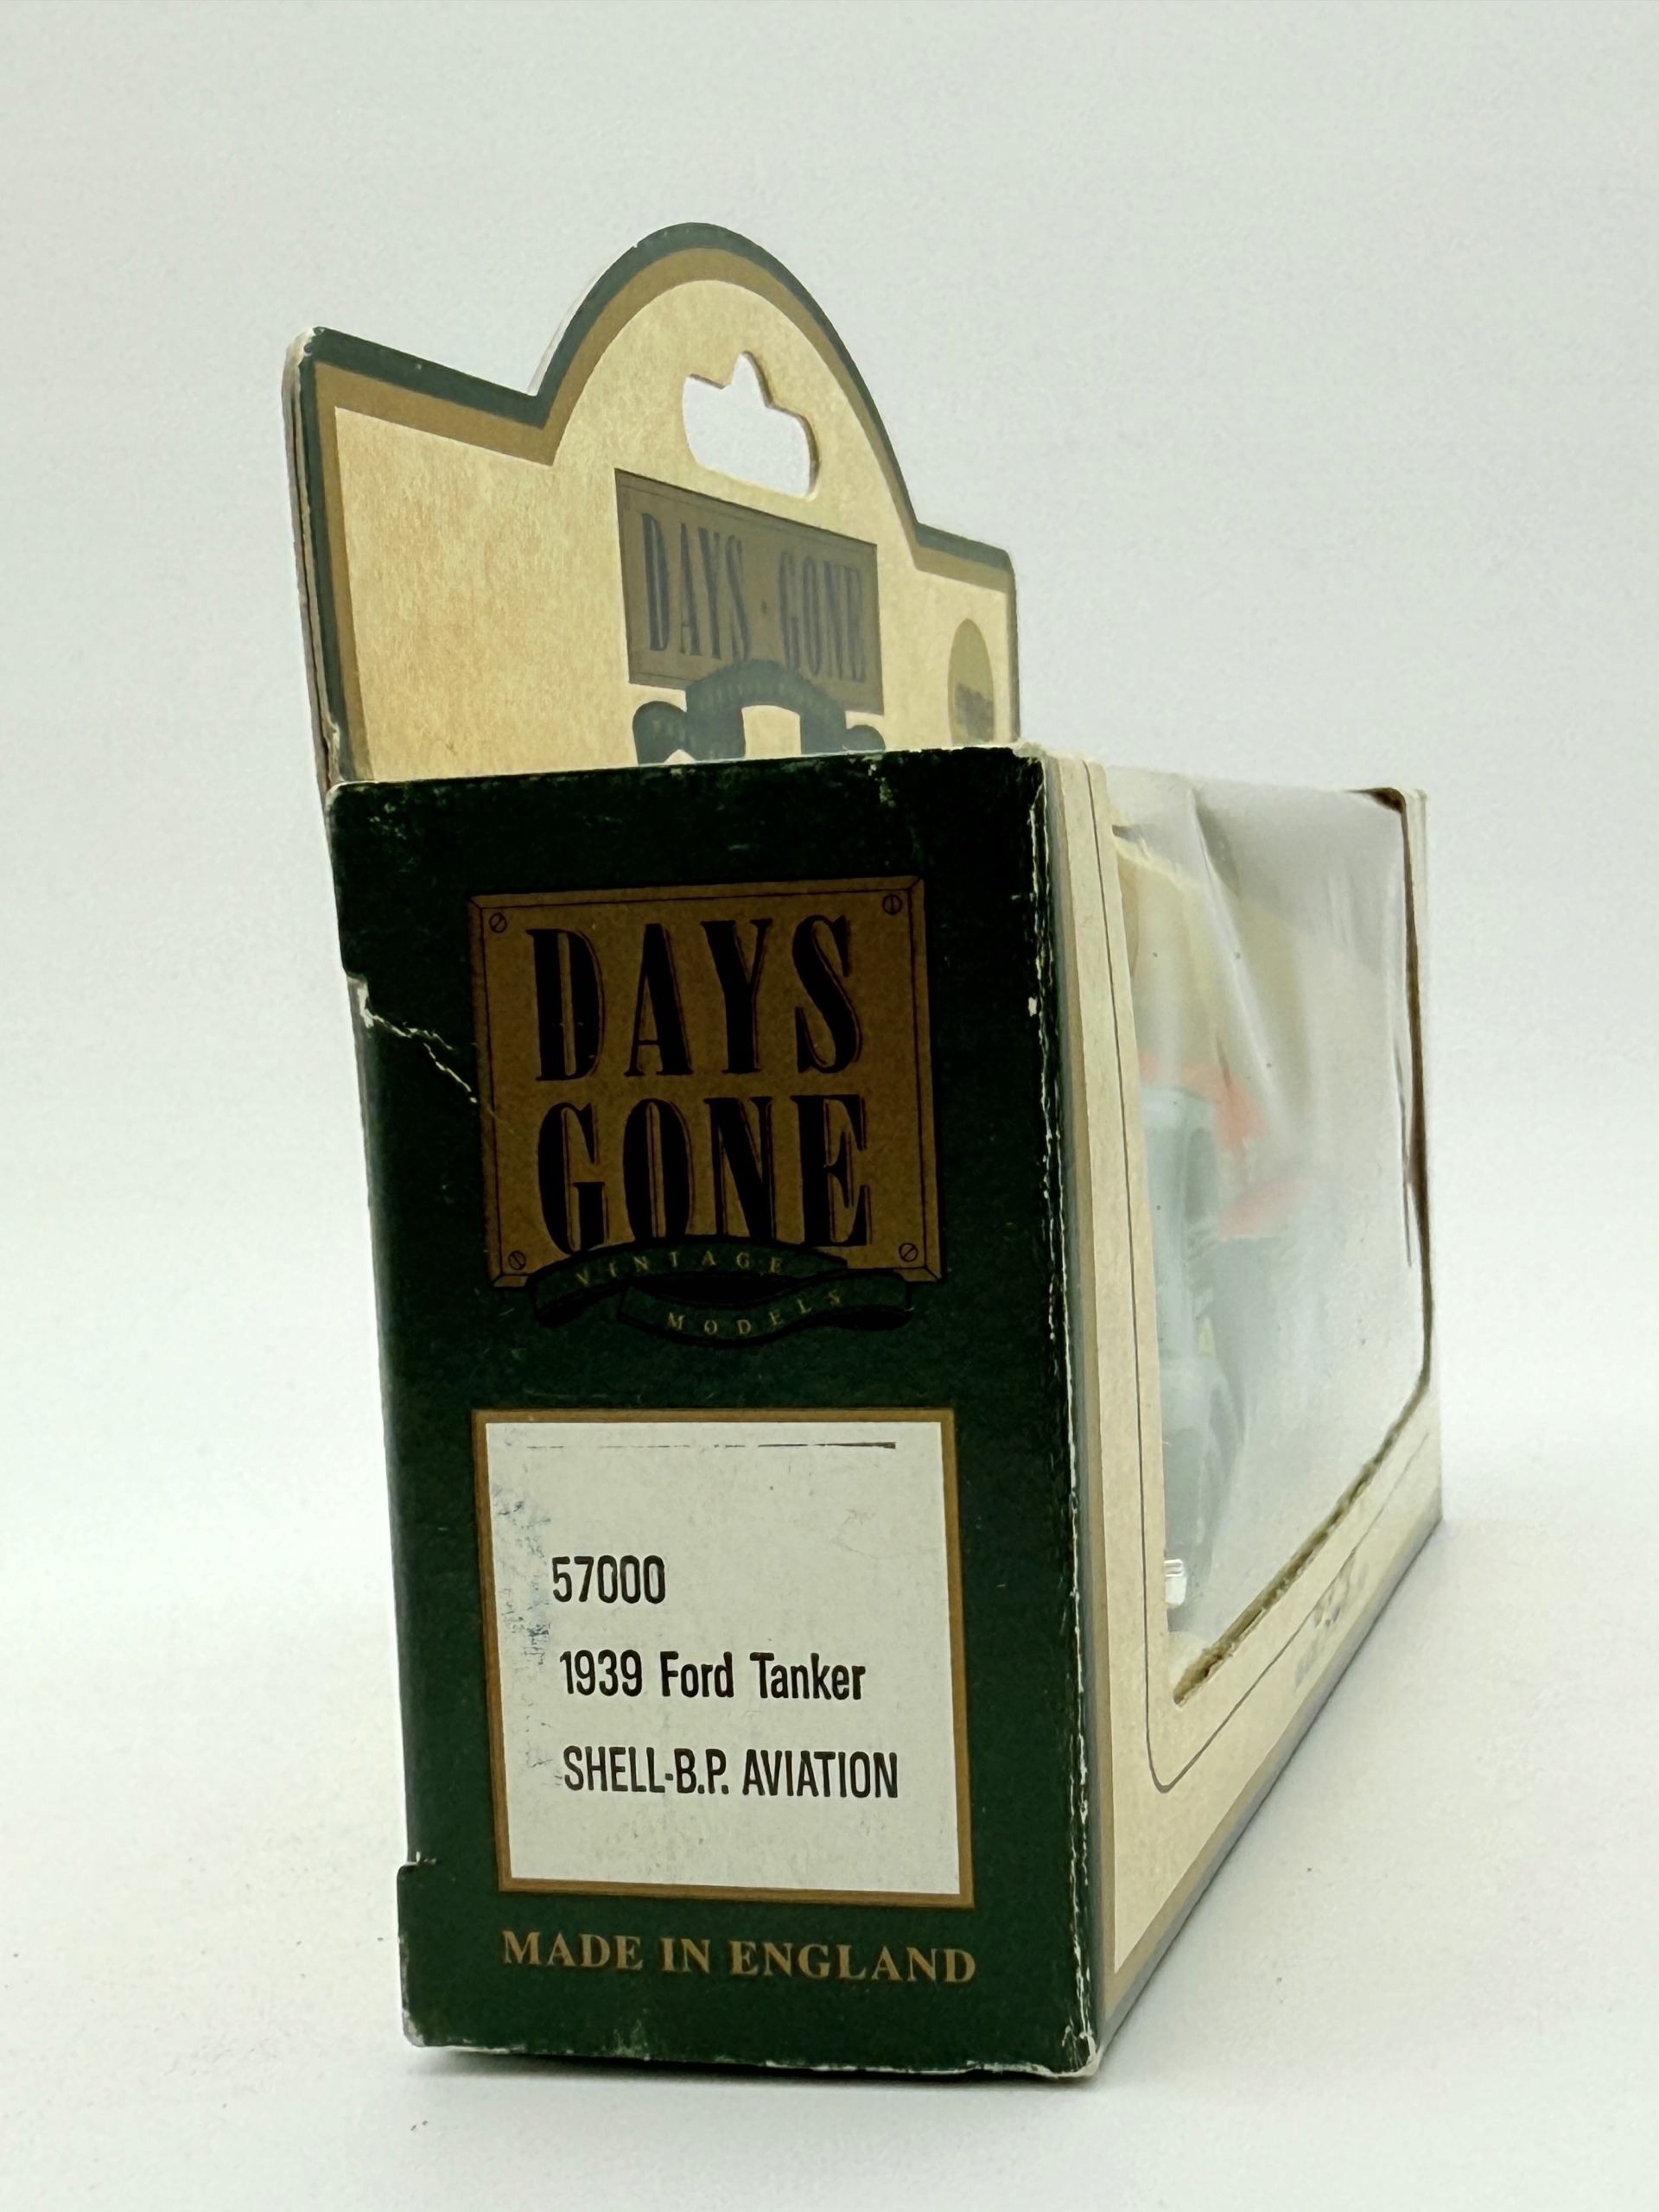 DAYS·GONE
DAYS
GONE
VINTAGE
MODELS
57000
1939 Ford Tanker
SHELL-B.P. AVIATION
MADE IN ENGLAND